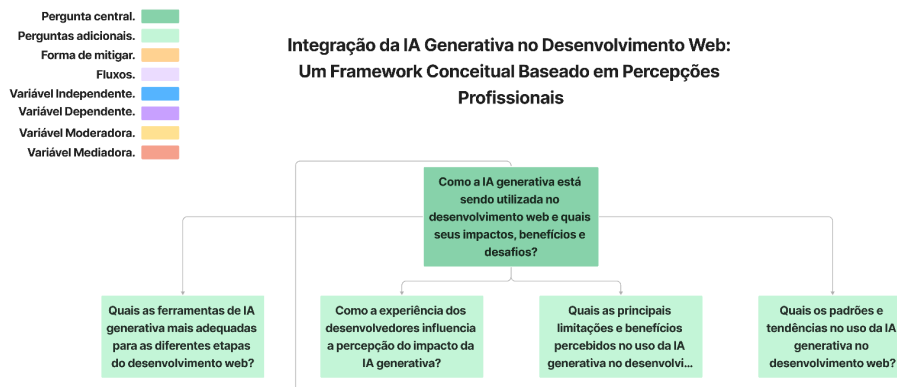 Pergunta central.
Perguntas adicionais.
Forma de mitigar.
Fluxos.
Variável Independente.
Variável Dependente.
Variável Moderadora.
Variável Mediadora.
Integração da IA Generativa no Desenvolvimento Web:
Um Framework Conceitual Baseado em Percepções
Profissionais
Como a IA generativa está
sendo utilizada no
desenvolvimento web e quais
seus impactos, benefícios e
desafios?
Quais as ferramentas de IA
generativa mais adequadas
para as diferentes etapas
do desenvolvimento web?
Como a experiência dos
desenvolvedores influencia
a percepção do impacto da
IA generativa?
Quais as principais
limitações e benefícios
percebidos no uso da IA
generativa no desenvolvi...
Quais os padrões e
tendências no uso da IA
generativa no
desenvolvimento web?